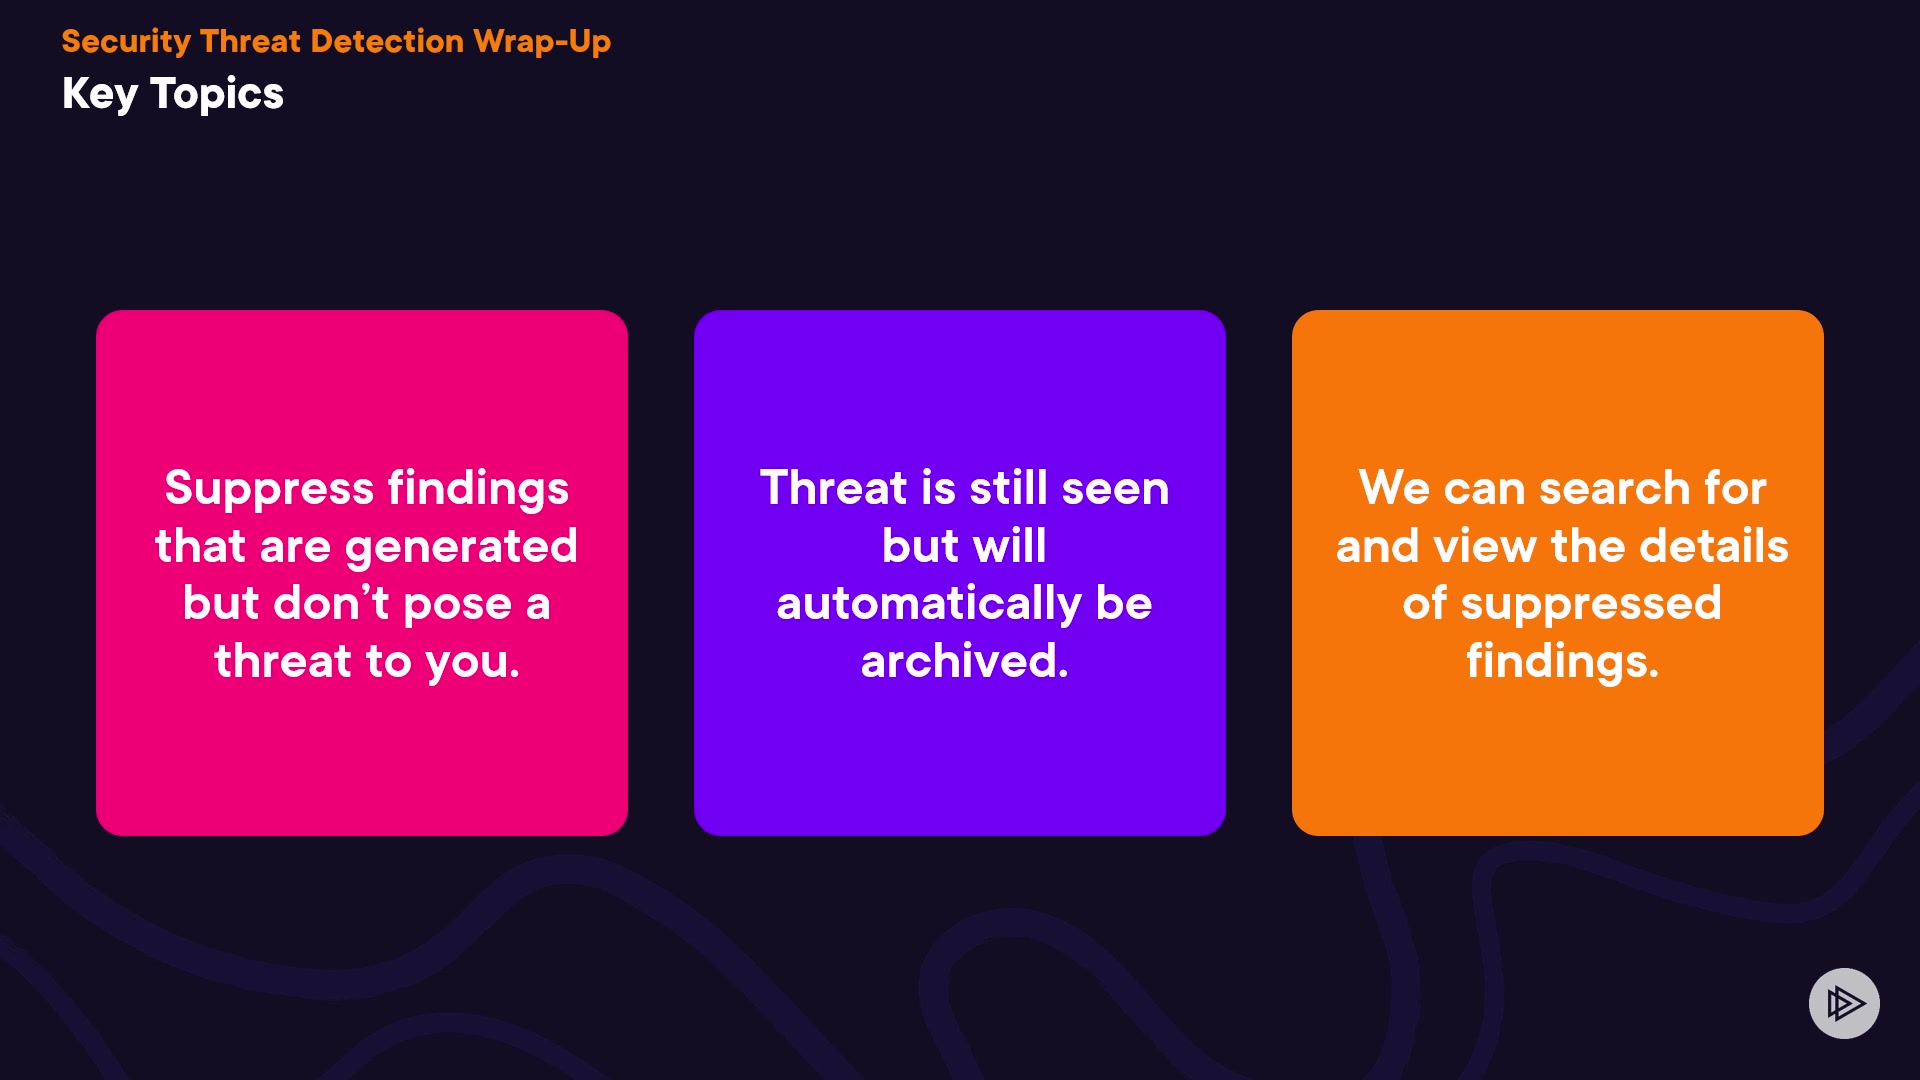 Security Threat Detection Wrap-Up
Key Topics
Suppress findings
that are generated
but don’t pose a
threat to you.
Threat is still seen
but will
automatically be
archived.
We can search for
and view the details
of suppressed
findings.